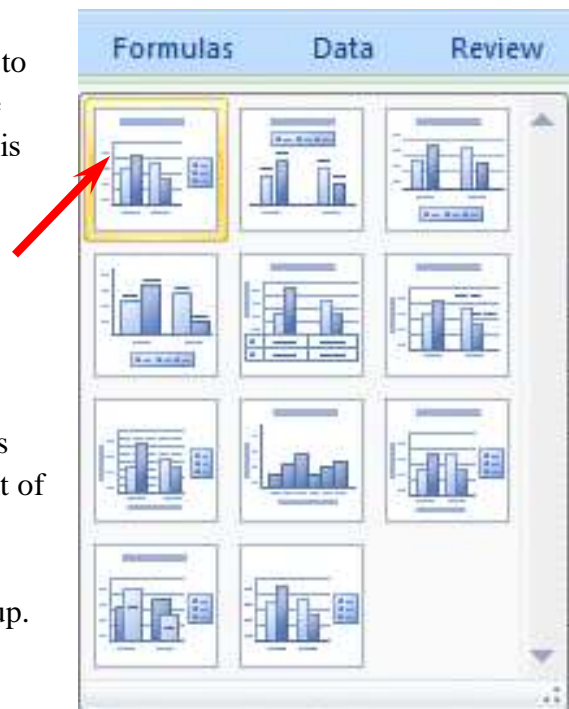 Formulas Data Review
to
is
s
t of
up.